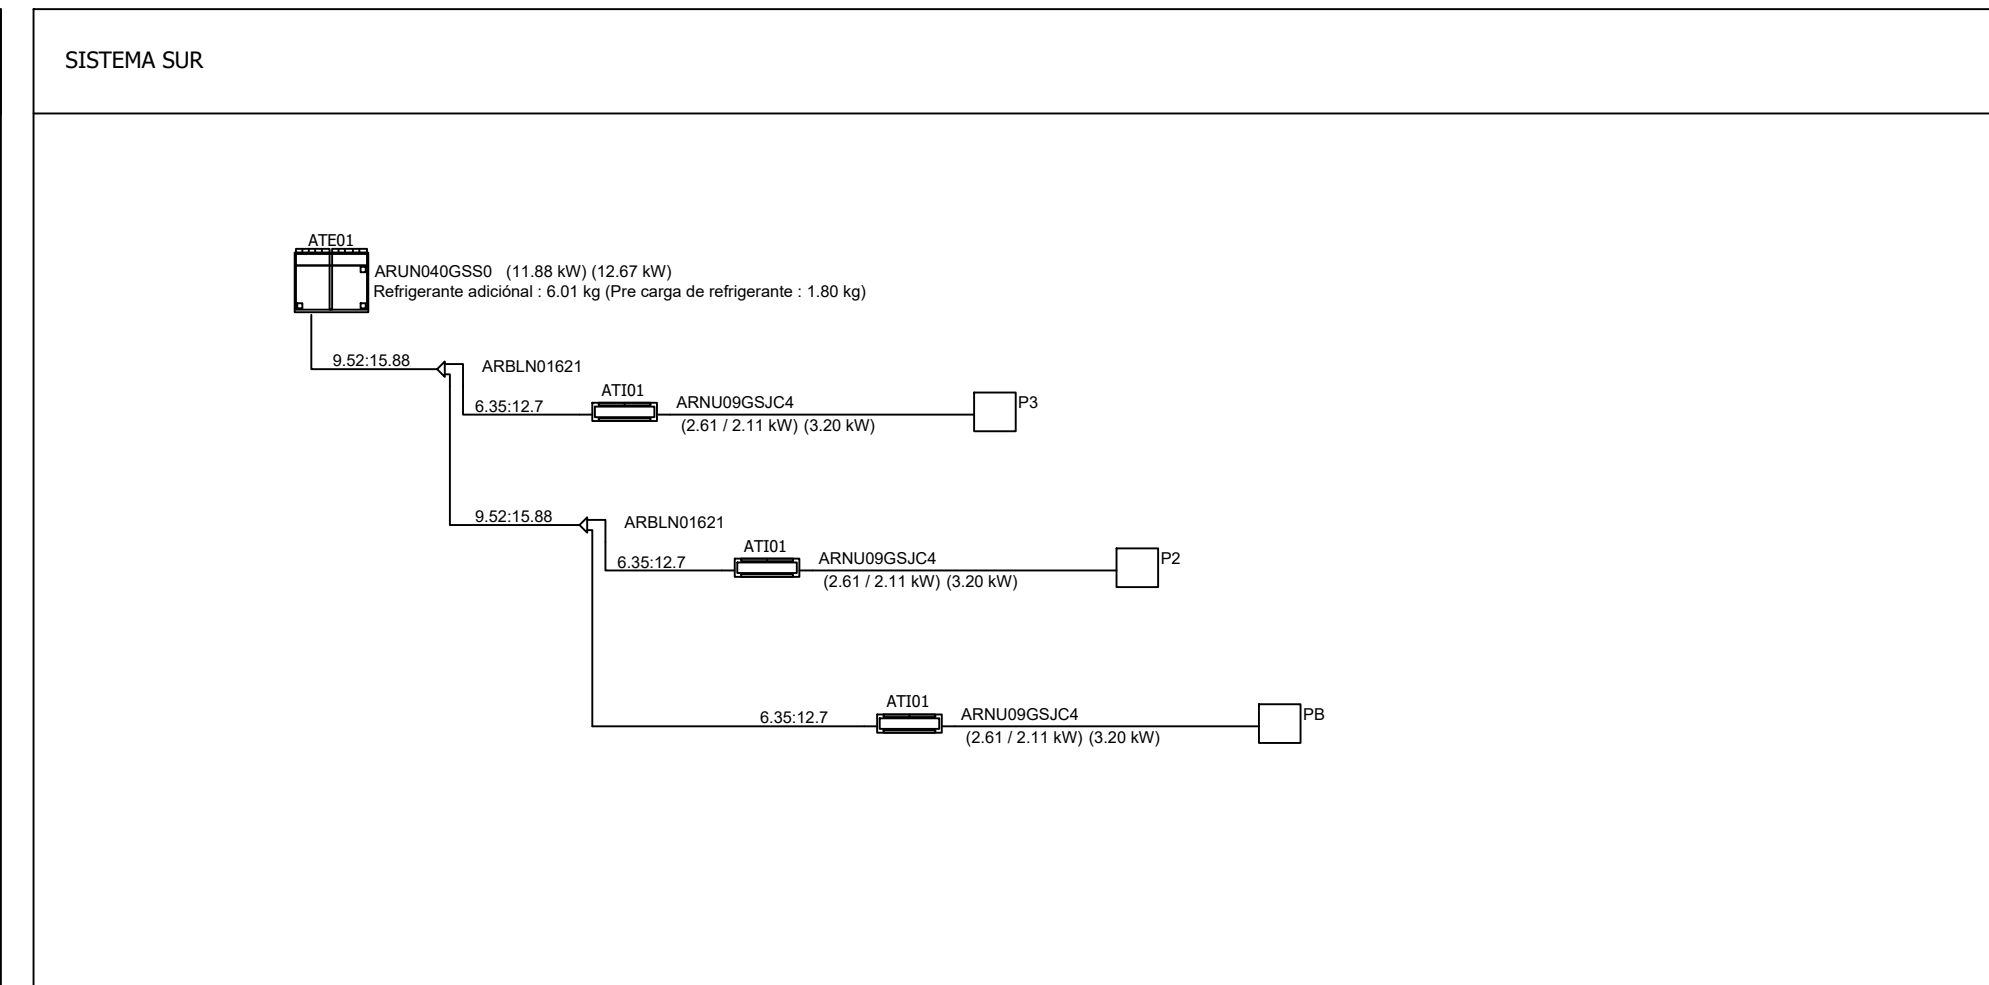 SISTEMA SUR
ATE01
ARUN040GSS0 (11.88 kW) (12.67 kW)
Refrigerante adiciónal : 6.01 kg (Pre carga de refrigerante : 1.80 kg)
9.52:15.88
ARBLN01621
6.35:12.7
ATI01
ARNU09GSJC4
(2.61 / 2.11 kW) (3.20 kW)
P3
9.52:15.88
ARBLN01621
6.35:12.7
ATI01
ARNU09GSJC4
(2.61 / 2.11 kW) (3.20 kW)
P2
6.35:12.7
ATI01
ARNU09GSJC4
(2.61 / 2.11 kW) (3.20 kW)
PB